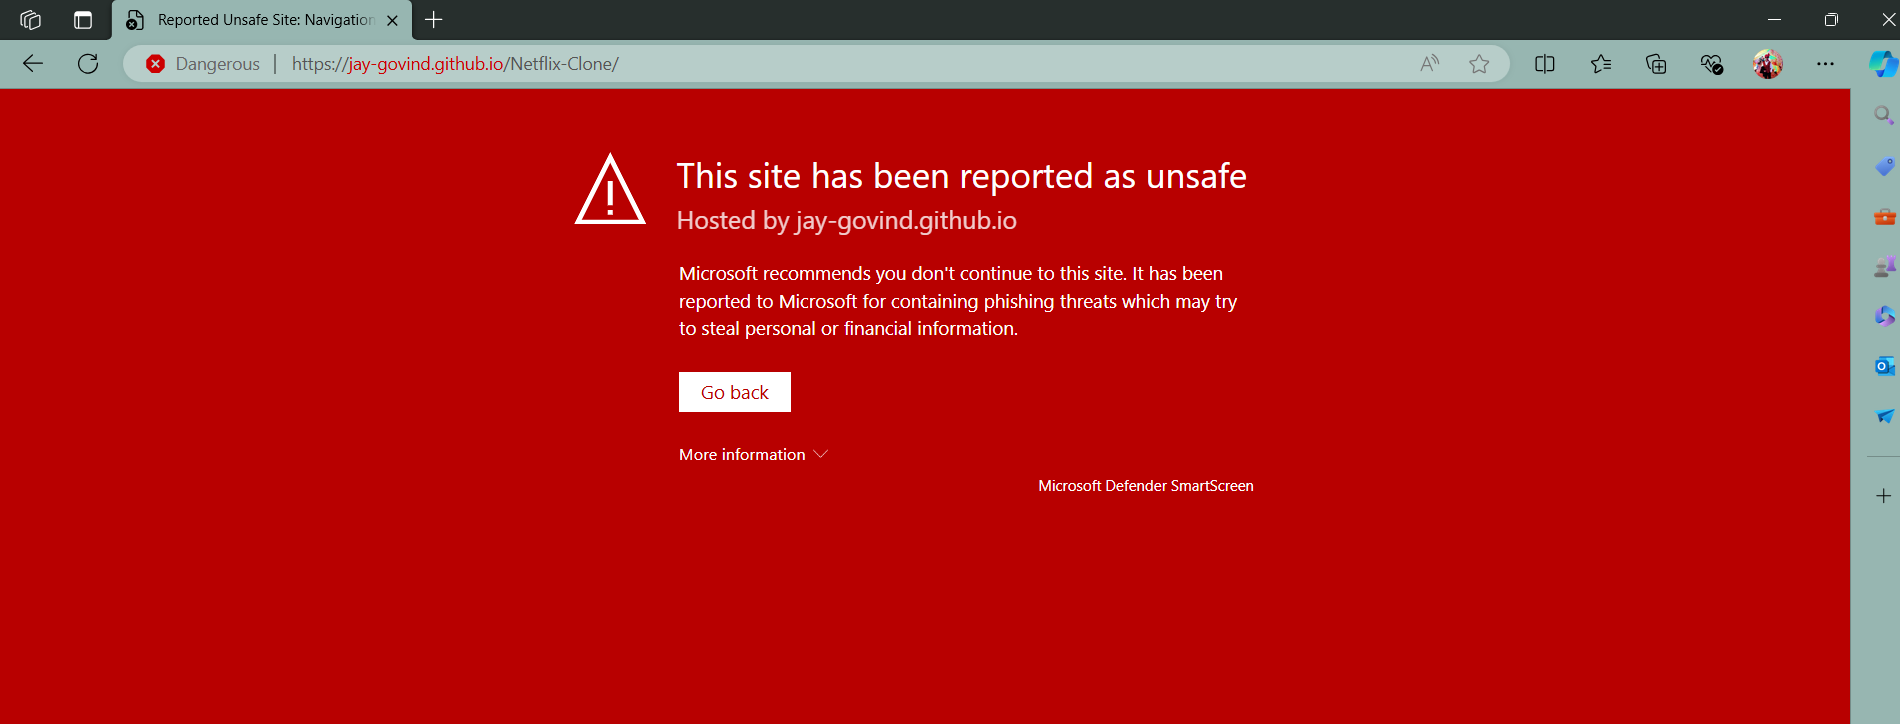 Reported Unsafe Site: Navigation
Dangerous
https://jay-govind.github.io/Netflix-Clone/
This site has been reported as unsafe
Hosted by jay-govind.github.io
Microsoft recommends you don't continue to this site. It has been
reported to Microsoft for containing phishing threats which may try
to steal personal or financial information.
Go back
More information
Microsoft Defender SmartScreen